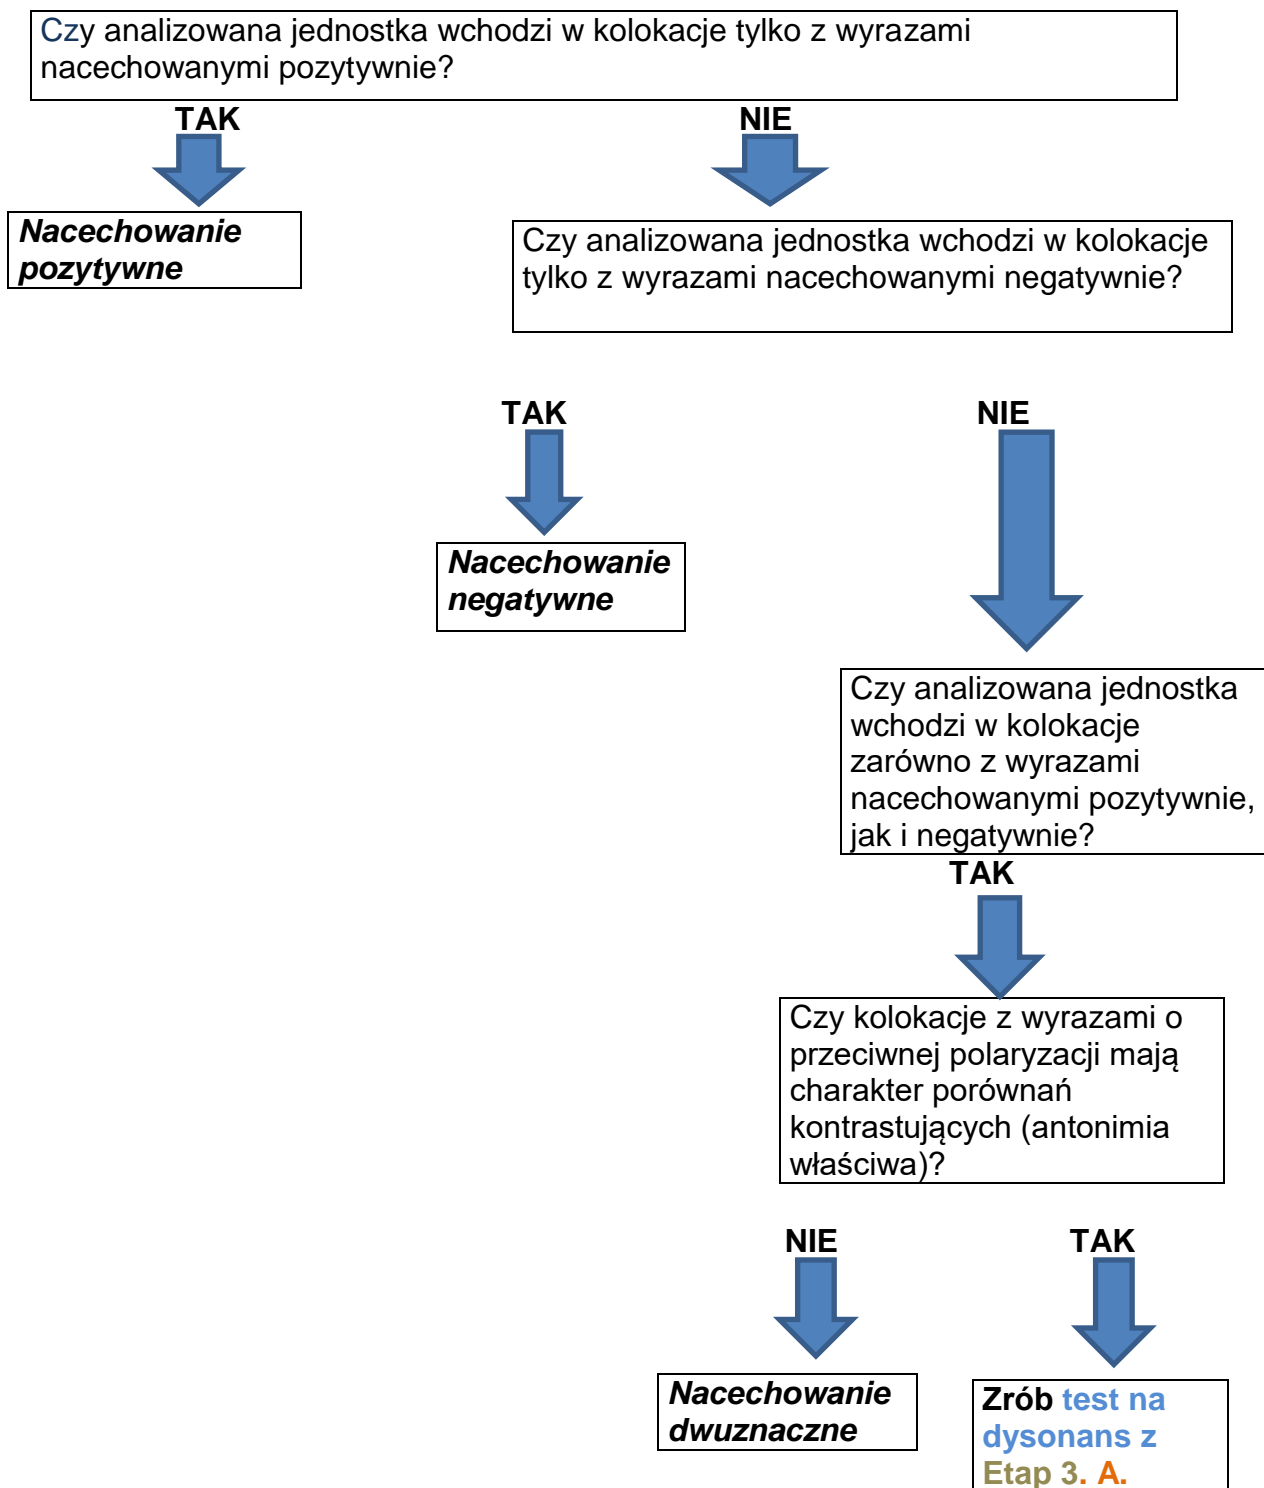 Czy analizowana jednostka wchodzi w kolokacje tylko z wyrazami
nacechowanymi pozytywnie?
TAK
NIE
Nacechowanie
pozytywne
Czy analizowana jednostka wchodzi w kolokacje
tylko z wyrazami nacechowanymi negatywnie?
TAK
NIE
Nacechowanie
negatywne
Czy analizowana jednostka
wchodzi w kolokacje
zarówno z wyrazami
nacechowanymi pozytywnie,
jak i negatywnie?
TAK
Czy kolokacje z wyrazami o
przeciwnej polaryzacji mają
charakter porównań
kontrastujących (antonimia
właściwa)?
NIE
TAK
Nacechowanie
dwuznaczne
Zrób test na
dysonans z
Etap 3. A.